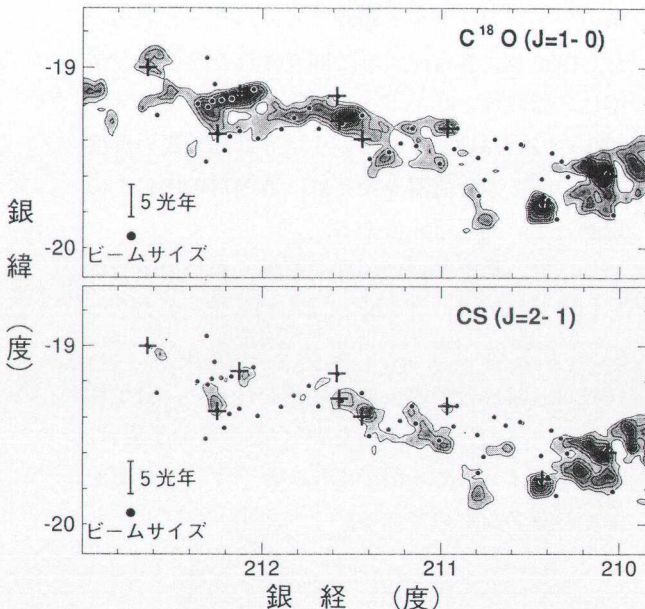 C¹⁸O (J=1-0)
-19
-20
5光年
ビームサイズ
銀緯 (度)
CS (J=2-1)
-19
-20
5光年
ビームサイズ
212
211
210
銀経 (度)